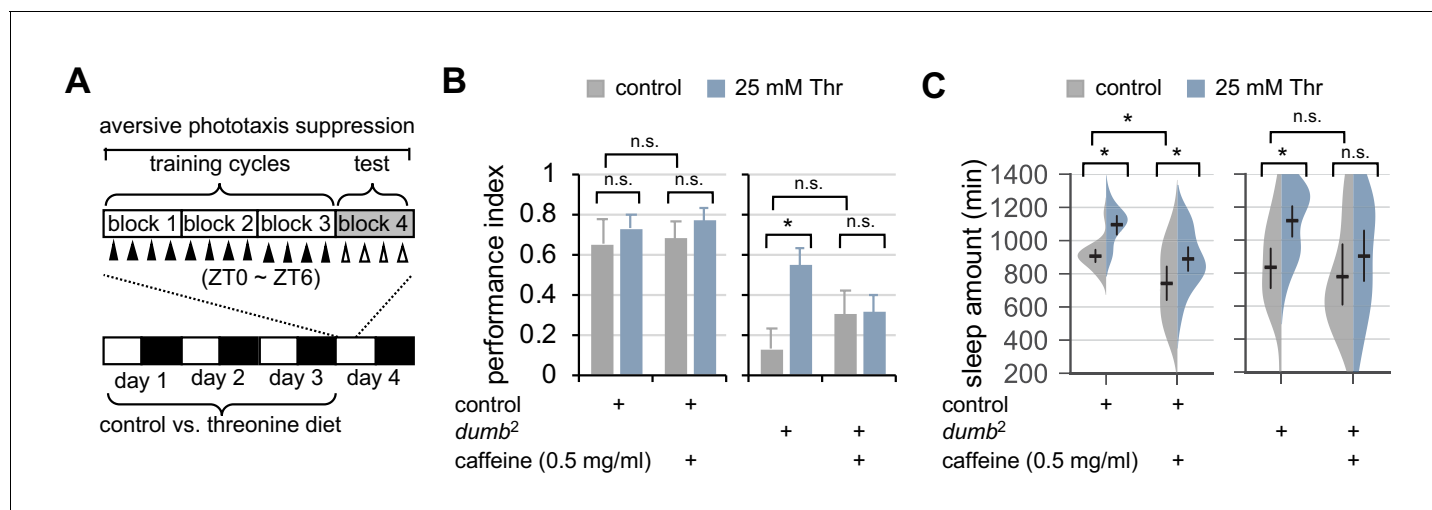 A
aversive phototaxis suppression
training cycles test
block 1 block 2 block 3 block 4
(ZT0 ~ ZT6)
day 1 day 2 day 3 day 4
control vs. threonine diet
B
control 25 mM Thr
n.s.
n.s. n.s.
n.s.
* n.s.
performance index
1
0.8
0.6
0.4
0.2
0
control + +
dumb² + +
caffeine (0.5 mg/ml) + +
C
control 25 mM Thr
* n.s.
* * * n.s.
sleep amount (min)
1400
1200
1000
800
600
400
200
control + +
dumb² + +
caffeine (0.5 mg/ml) + +